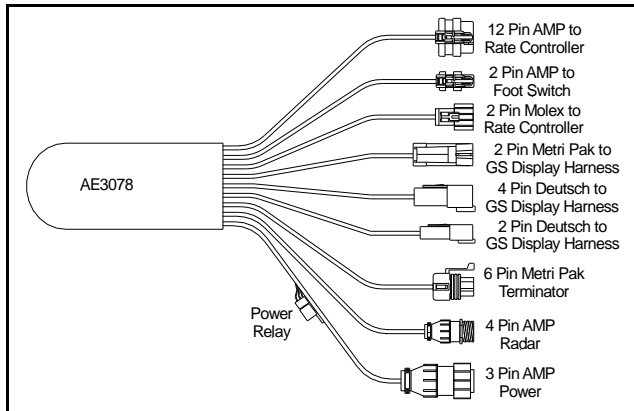 12 Pin AMP to
Rate Controller
2 Pin AMP to
Foot Switch
2 Pin Molex to
Rate Controller
2 Pin Metri Pak to
GS Display Harness
AE3078
4 Pin Deutsch to
GS Display Harness
2 Pin Deutsch to
GS Display Harness
6 Pin Metri Pak
Terminator
Power
Relay
4 Pin AMP
Radar
3 Pin AMP
Power